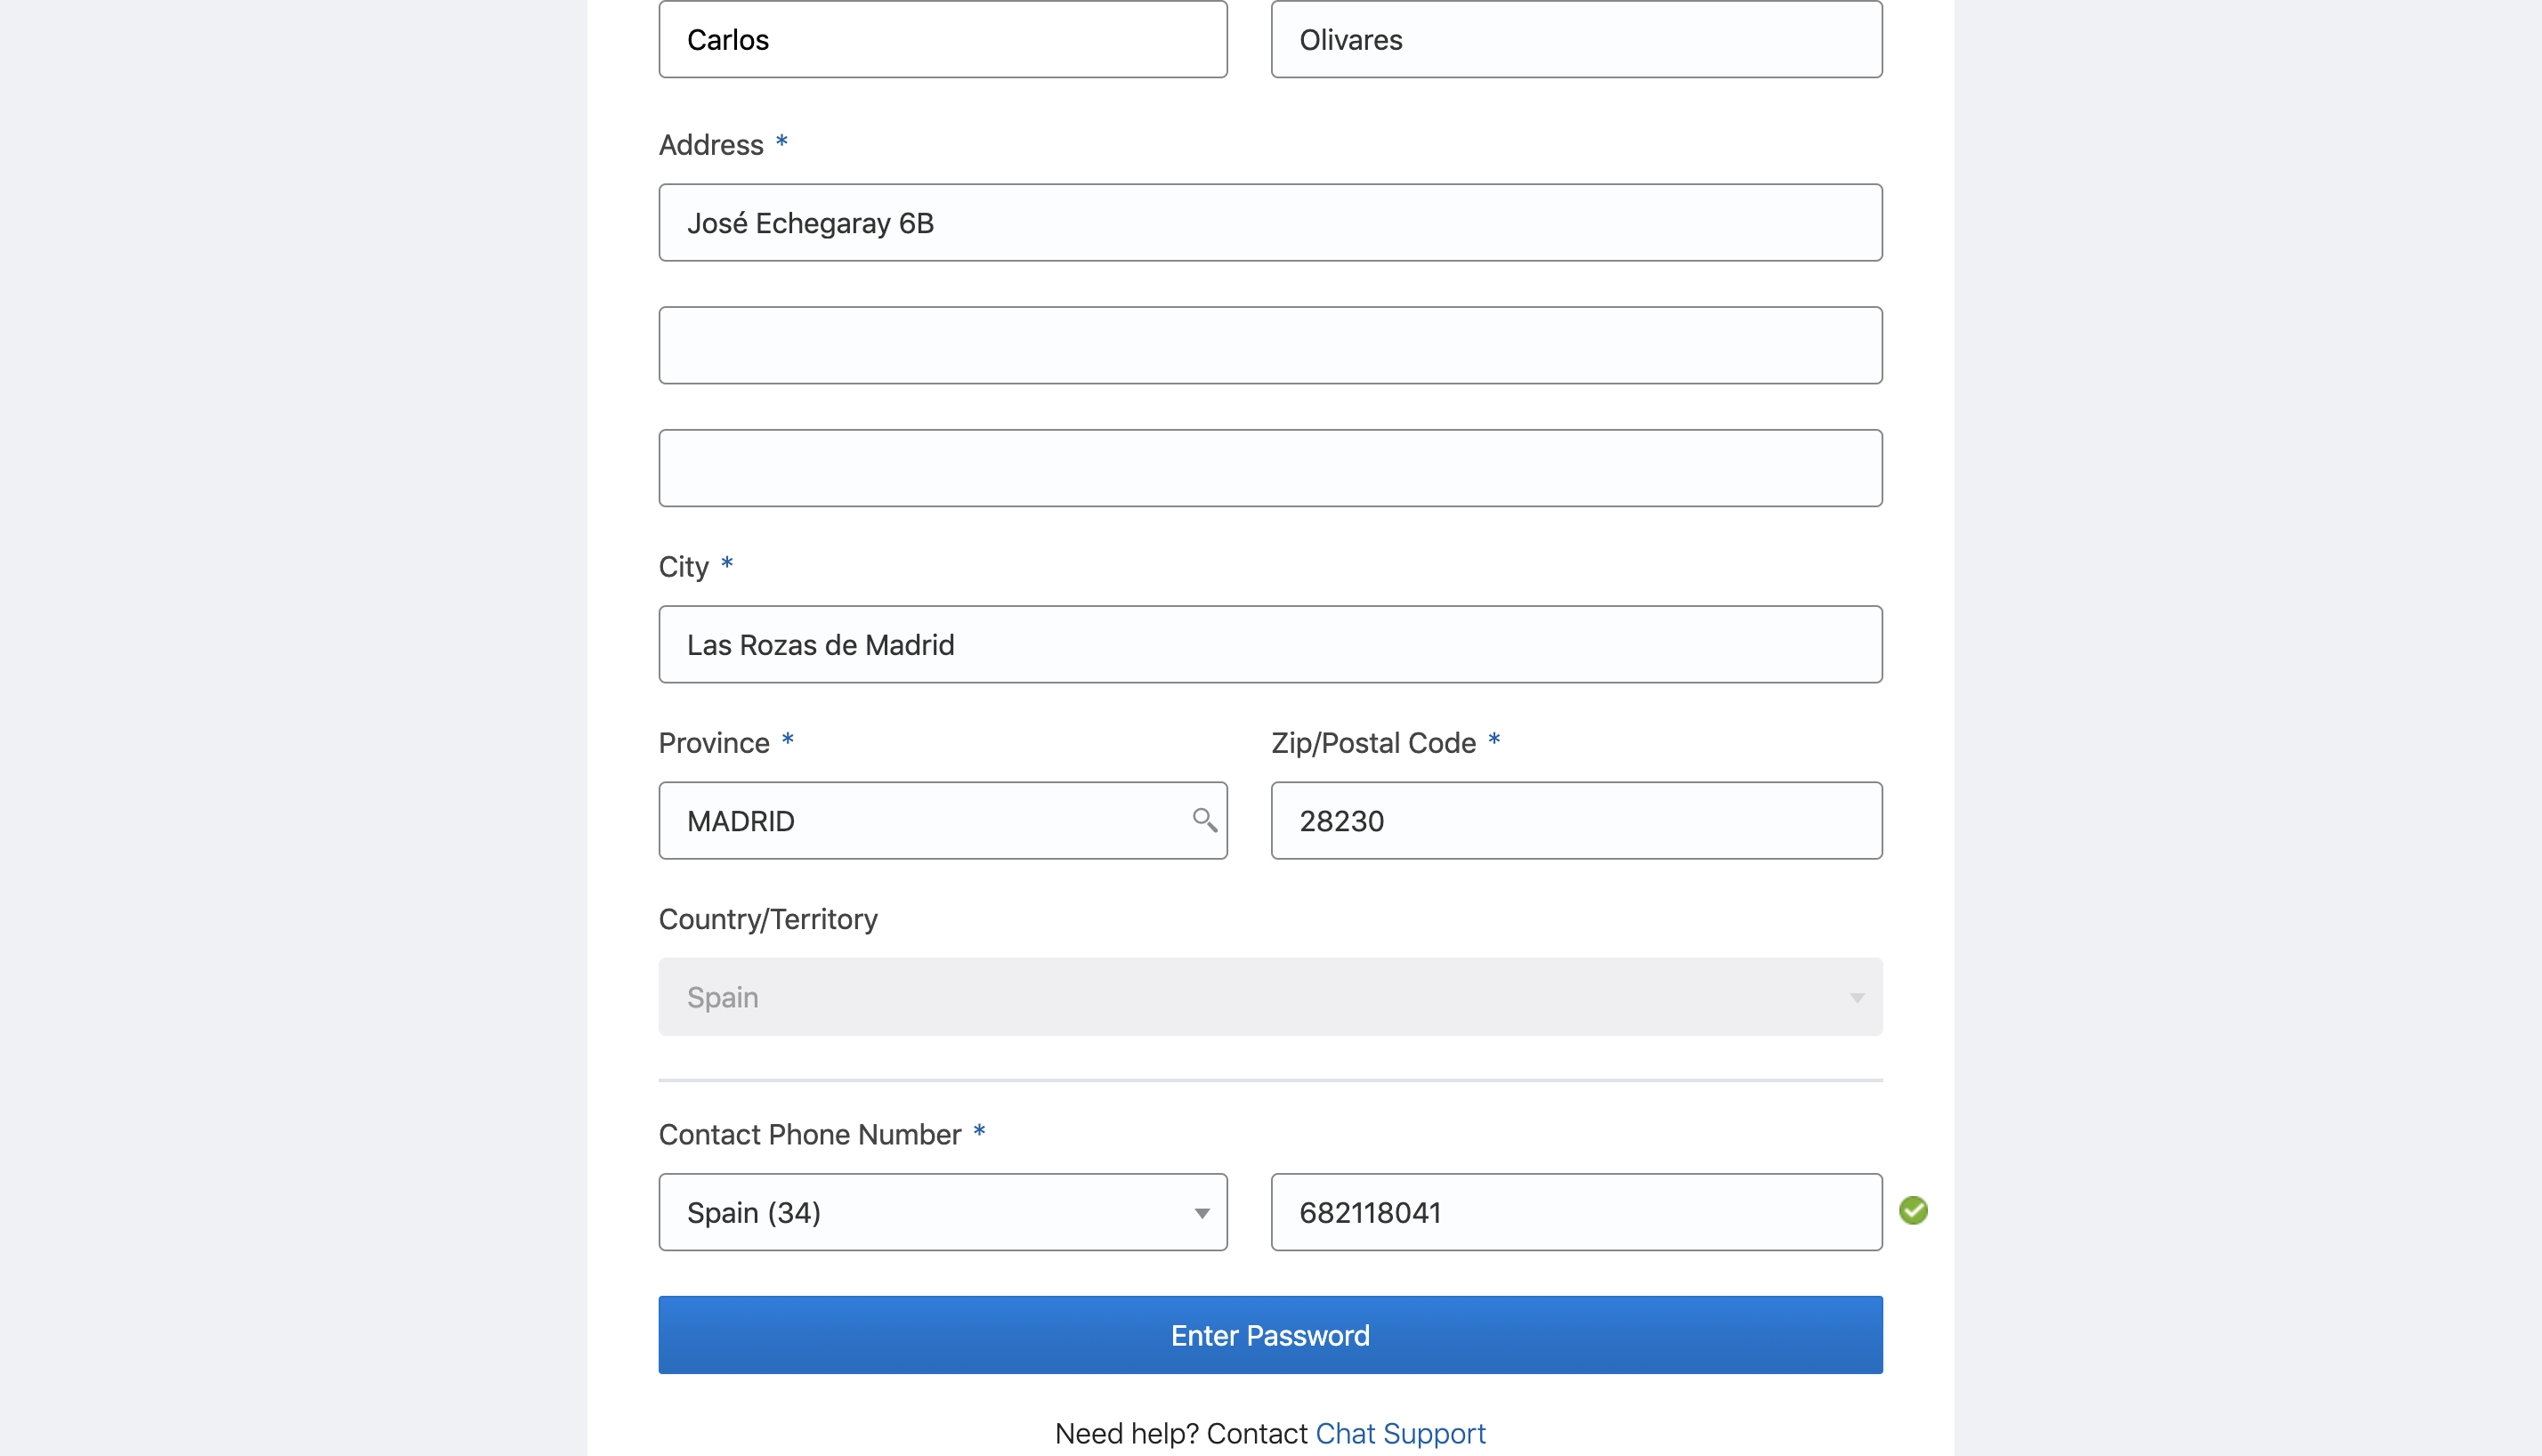 Carlos Olivares
Address *
José Echegaray 6B
City *
Las Rozas de Madrid
Province * Zip/Postal Code *
MADRID 28230
Country/Territory
Spain
Contact Phone Number *
Spain (34) 682118041
Enter Password
Need help? Contact Chat Support